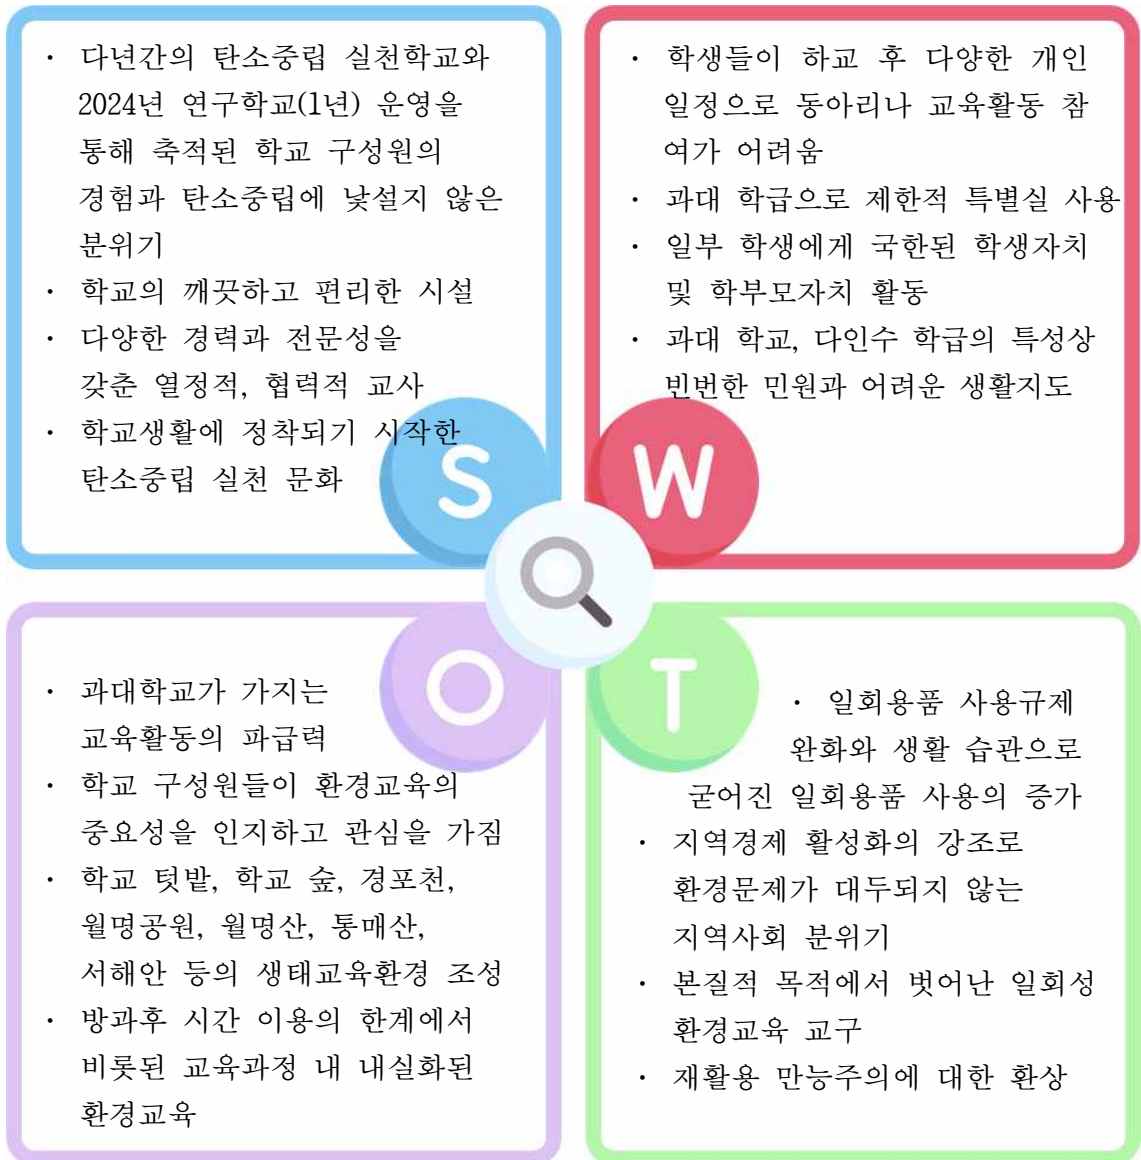 · 다년간의 탄소중립 실천학교와
2024년 연구학교(1년) 운영을
통해 축적된 학교 구성원의
경험과 탄소중립에 낯설지 않은
분위기
· 학교의 깨끗하고 편리한 시설
· 다양한 경력과 전문성을
갖춘 열정적, 협력적 교사
· 학교생활에 정착되기 시작한
탄소중립 실천 문화
S
· 학생들이 하교 후 다양한 개인
일정으로 동아리나 교육활동 참
여가 어려움
· 과대 학급으로 제한적 특별실 사용
· 일부 학생에게 국한된 학생자치
및 학부모자치 활동
· 과대 학교, 다인수 학급의 특성상
빈번한 민원과 어려운 생활지도
W
O
· 과대학교가 가지는
교육활동의 파급력
· 학교 구성원들이 환경교육의
중요성을 인지하고 관심을 가짐
· 학교 텃밭, 학교 숲, 경포천,
월명공원, 월명산, 통매산,
서해안 등의 생태교육환경 조성
· 방과후 시간 이용의 한계에서
비롯된 교육과정 내 내실화된
환경교육
T
· 일회용품 사용규제
완화와 생활 습관으로
굳어진 일회용품 사용의 증가
· 지역경제 활성화의 강조로
환경문제가 대두되지 않는
지역사회 분위기
· 본질적 목적에서 벗어난 일회성
환경교육 교구
· 재활용 만능주의에 대한 환상